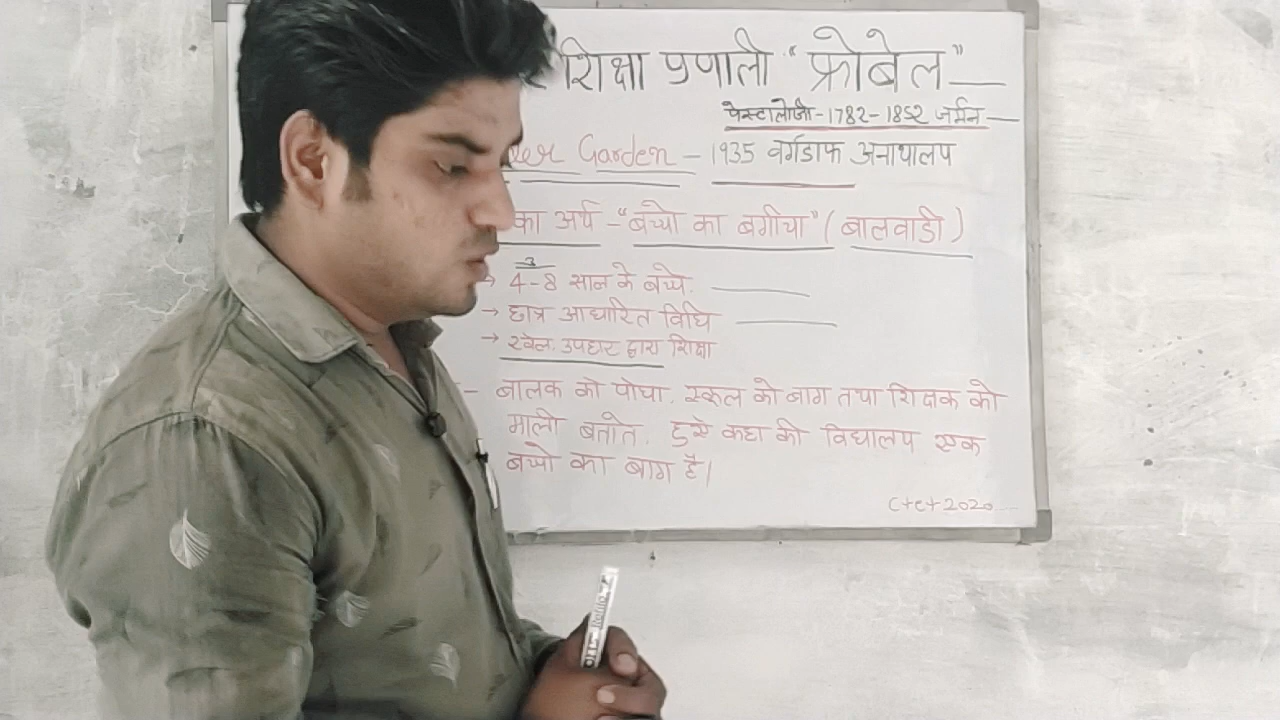 शिक्षा प्रणाली "फ्रोबेल"
पेस्टालोजी - 1782 - 1852 जर्मन
Garden - 1935 वर्गडाफ अनाथालय
का अर्थ - "बच्चो का बगीचा" ( बालवाडी )
3
→ 4-8 साल के बच्चे.
→ छात्र आधारित विधि
→ खेल. उपहार द्वारा शिक्षा
- बालक को पोधा. स्कूल को बाग तथा शिक्षक को
माली बताते. कहा की विद्यालय एक
बच्चो का बाग है।
Ctet 2020